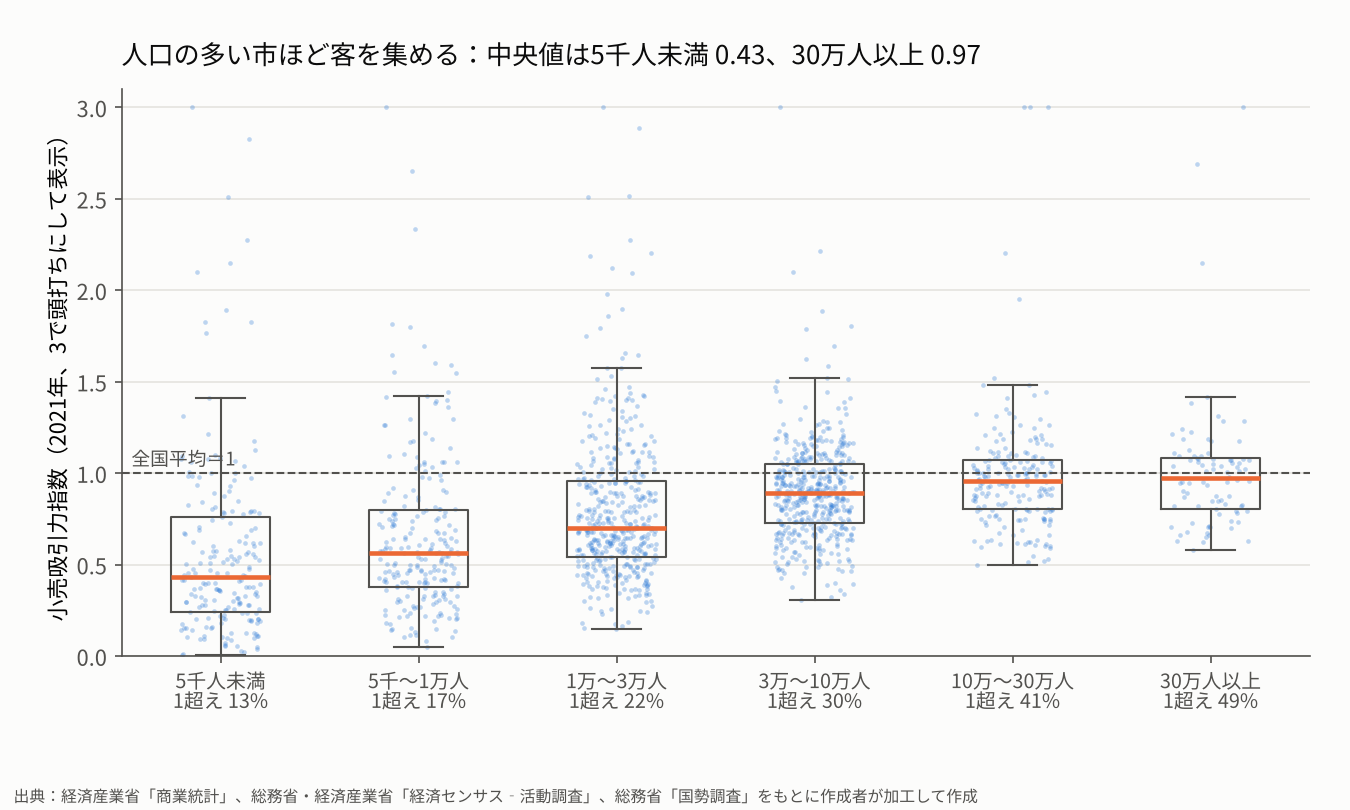 人口の多い市ほど客を集める：中央値は5千人未満 0.43、30万人以上 0.97
小売吸引力指数（2021年、3で頭打ちにして表示）
3.0
2.5
2.0
1.5
1.0
0.5
0.0
全国平均＝1
5千人未満
1超え 13%
5千〜1万人
1超え 17%
1万〜3万人
1超え 22%
3万〜10万人
1超え 30%
10万〜30万人
1超え 41%
30万人以上
1超え 49%
出典：経済産業省「商業統計」、総務省・経済産業省「経済センサス‐活動調査」、総務省「国勢調査」をもとに作成者が加工して作成